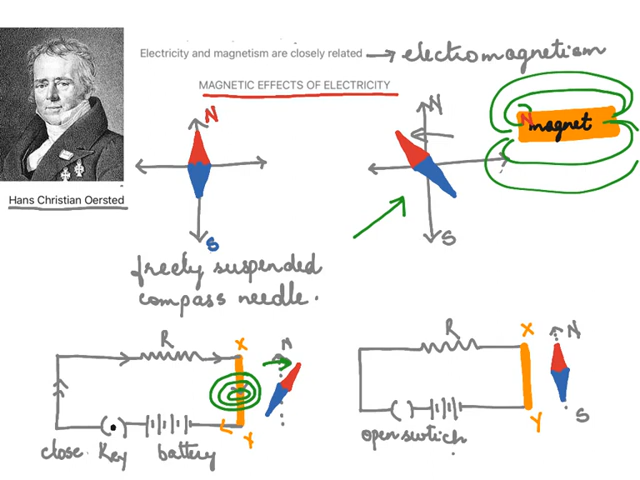 Electricity and magnetism are closely related → electromagnetism
MAGNETIC EFFECTS OF ELECTRICITY
Hans Christian Oersted
N
S
N
S
N magnet
freely suspended
compass needle.
R
X
N
Y
close Key battery
R
X
N
Y
S
open swtich